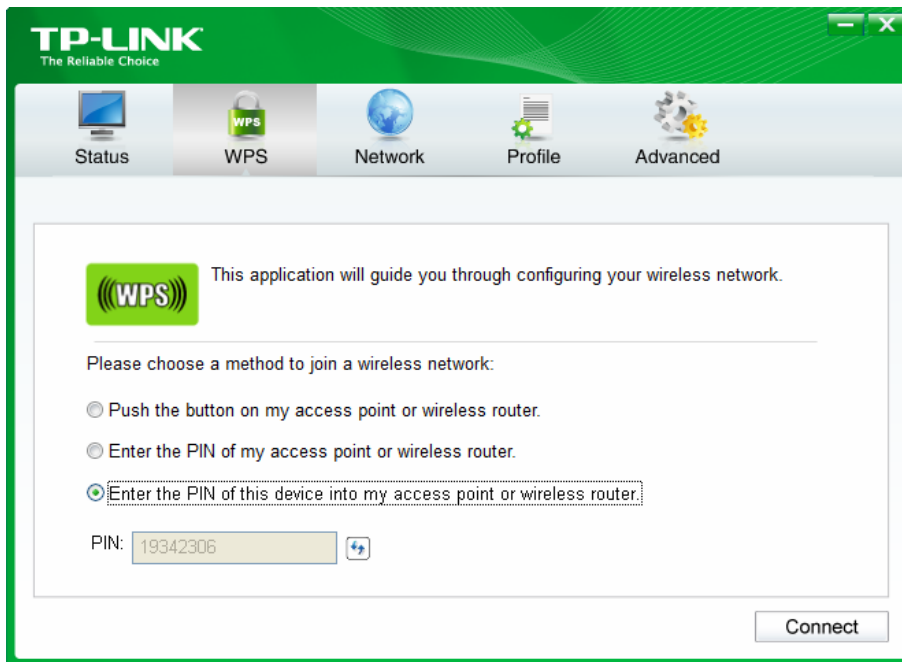 TP-LINK
The Reliable Choice
WPS
Status WPS Network Profile Advanced
((((WPS))) This application will guide you through configuring your wireless network.
Please choose a method to join a wireless network:
Push the button on my access point or wireless router.
Enter the PIN of my access point or wireless router.
Enter the PIN of this device into my access point or wireless router.
PIN: 19342306
Connect